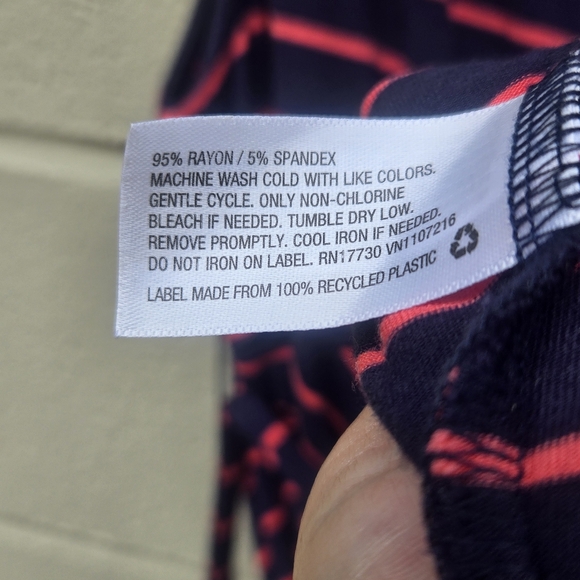 95% RAYON / 5% SPANDEX
MACHINE WASH COLD WITH LIKE COLORS.
GENTLE CYCLE. ONLY NON-CHLORINE
BLEACH IF NEEDED. TUMBLE DRY LOW.
REMOVE PROMPTLY. COOL IRON IF NEEDED.
DO NOT IRON ON LABEL. RN17730 VN1107216
LABEL MADE FROM 100% RECYCLED PLASTIC